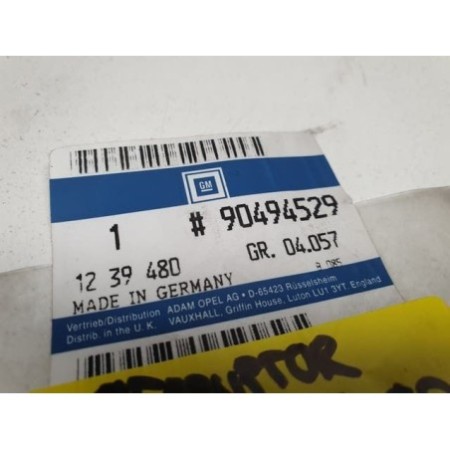 GM
1 # 90494529
12 39 480 GR. 04.057
MADE IN GERMANY
Vertrieb/Distribution ADAM OPEL AG • D-65423 Rüsselsheim
Distrib. in the U. K. VAUXHALL, Griffin House, Luton LU1 3YT. England